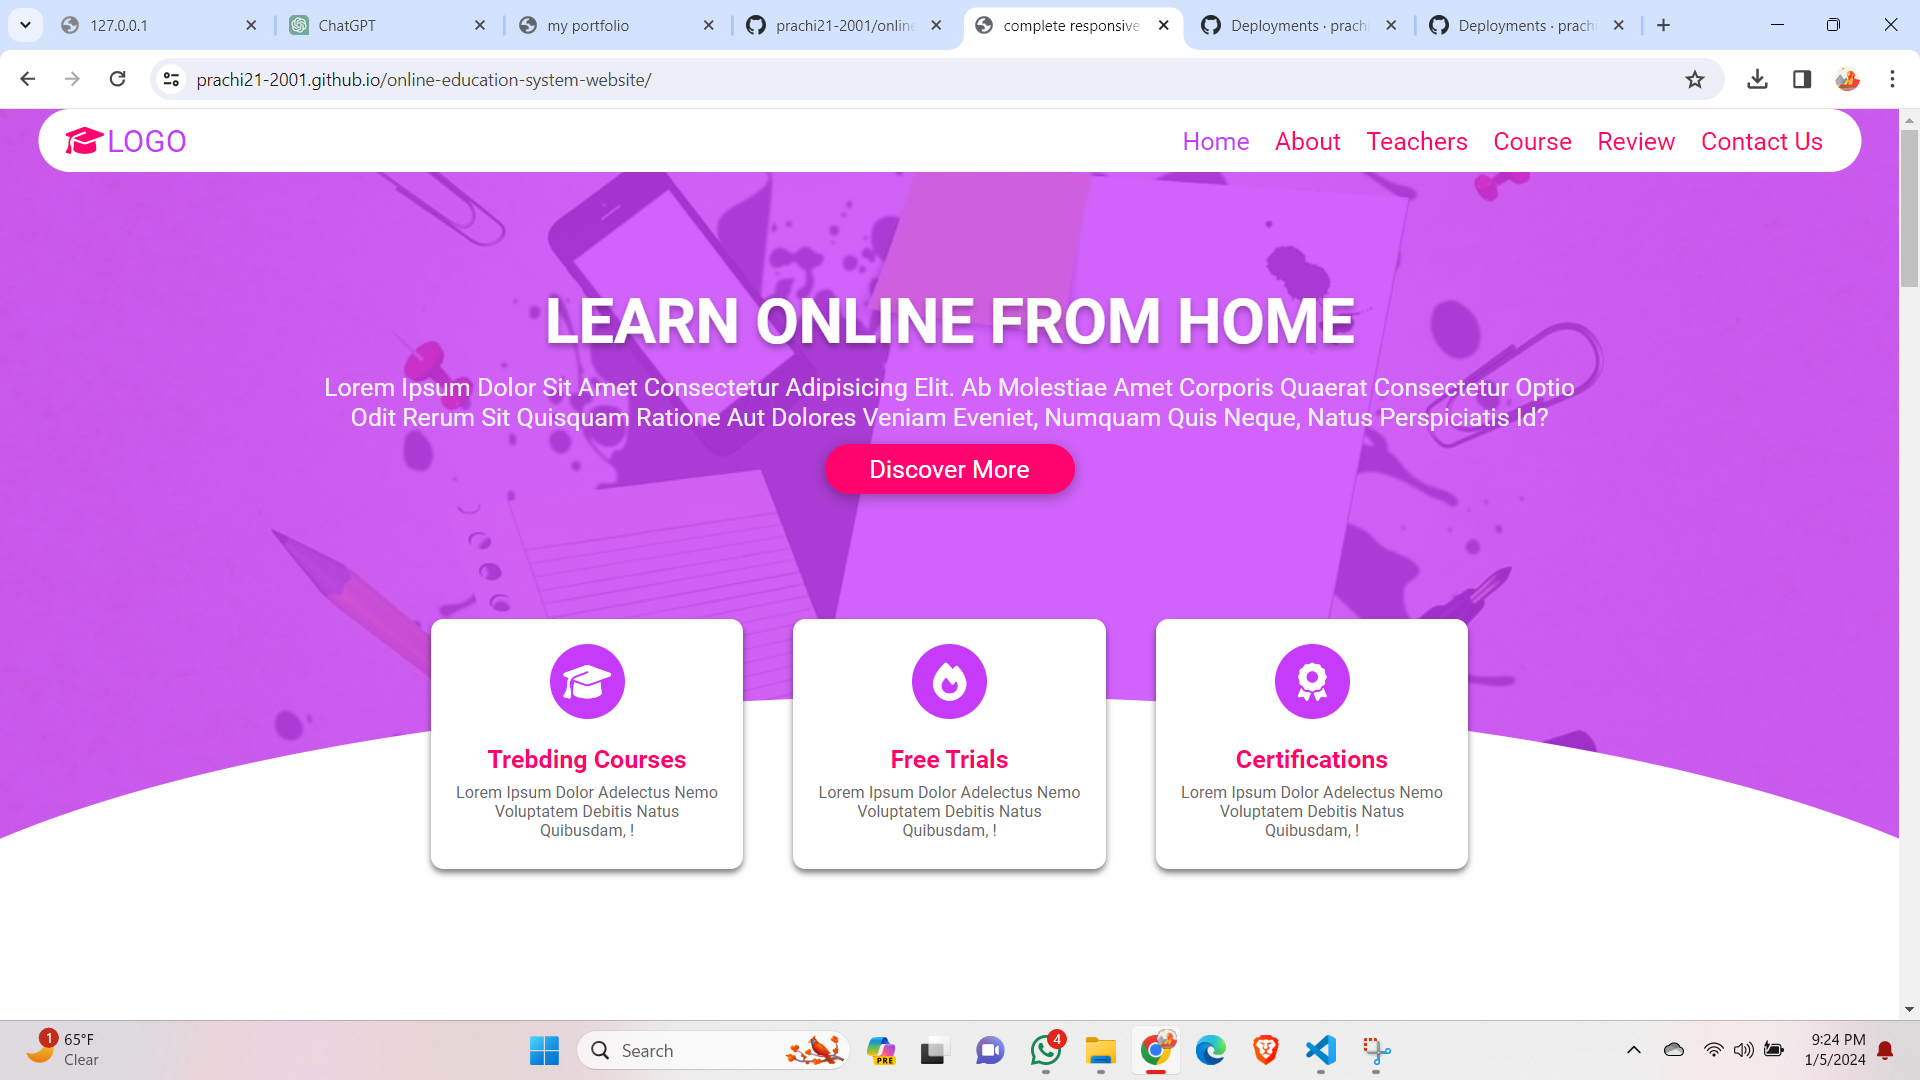 127.0.0.1
ChatGPT
my portfolio
prachi21-2001/online
complete responsive
Deployments · prachi
Deployments · prachi
prachi21-2001.github.io/online-education-system-website/
LOGO
Home About Teachers Course Review Contact Us
LEARN ONLINE FROM HOME
Lorem Ipsum Dolor Sit Amet Consectetur Adipisicing Elit. Ab Molestiae Amet Corporis Quaerat Consectetur Optio
Odit Rerum Sit Quisquam Ratione Aut Dolores Veniam Eveniet, Numquam Quis Neque, Natus Perspiciatis Id?
Discover More
Trebding Courses
Lorem Ipsum Dolor Adelectus Nemo
Voluptatem Debitis Natus
Quibusdam, !
Free Trials
Lorem Ipsum Dolor Adelectus Nemo
Voluptatem Debitis Natus
Quibusdam, !
Certifications
Lorem Ipsum Dolor Adelectus Nemo
Voluptatem Debitis Natus
Quibusdam, !
1
65°F
Clear
Search
PRE
4
9:24 PM
1/5/2024